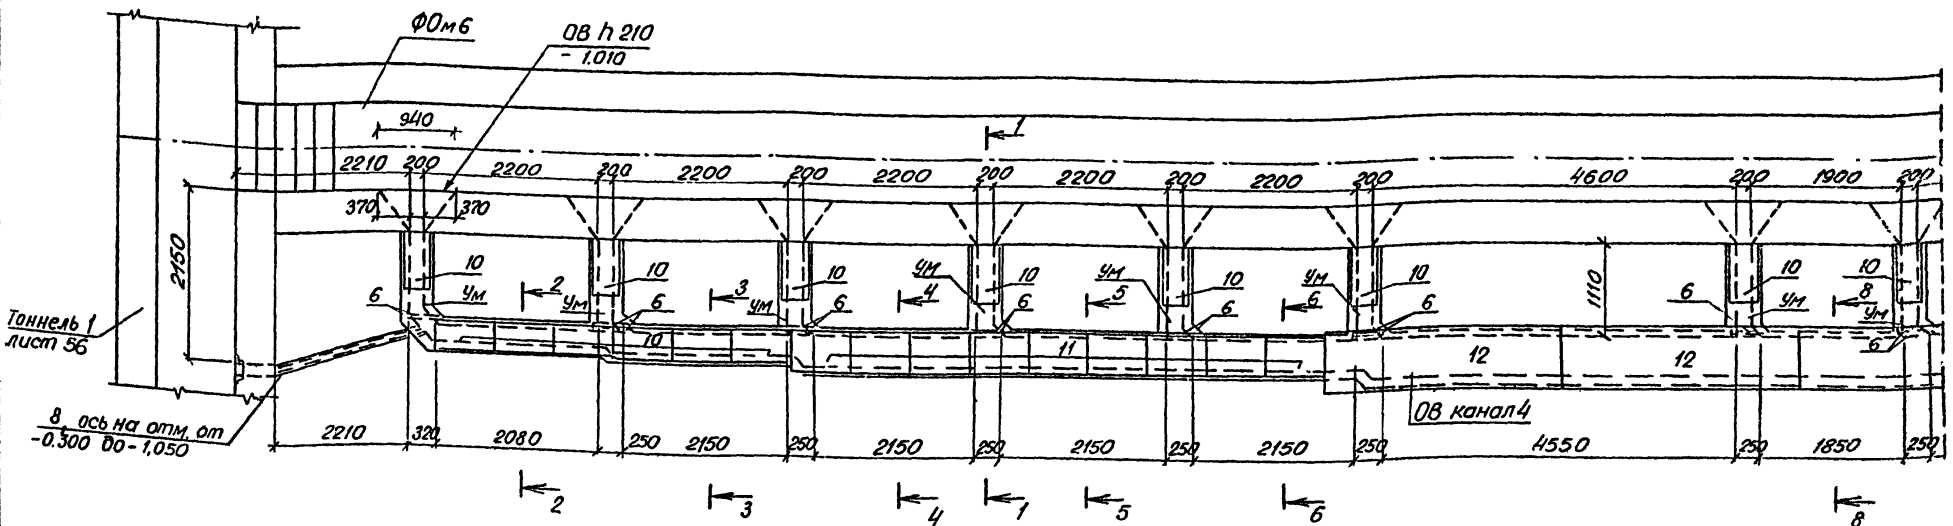 ФОм6
ОВ h 210
- 1.010
940
1
2210 200 2200 200 2200 200 2200 200 2200 200 2200 200 4600 200 1900 200
370 370
2150
10 10 10 10 10 10 10 10
2 3 4 5 6 8
6 Ум Ум 6 Ум 6 Ум 6 Ум 6 Ум 6 6 Ум Ум 6
1110
Тоннель 1
лист 56
10 11 12 12
ОВ канал 4
8, ось на отм. от
-0.300 до -1,050
2210 320 2080 250 2150 250 2150 250 2150 250 2150 250 4550 250 1850 250
2 3 4 1 5 6 8